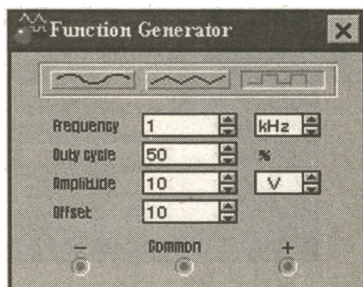 Function Generator
Frequency 1 kHz
Duty cycle 50 %
Amplitude 10 V
Offset 10
− Common +